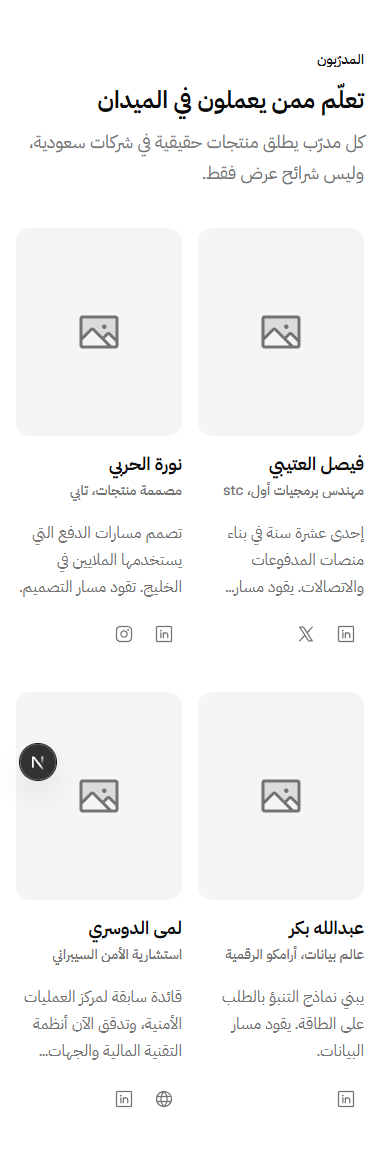 المدرّبون
تعلّم ممن يعملون في الميدان
كل مدرّب يطلق منتجات حقيقية في شركات سعودية،
وليس شرائح عرض فقط.
فيصل العتيبي
مهندس برمجيات أول، stc
إحدى عشرة سنة في بناء
منصات المدفوعات
والاتصالات. يقود مسار...
نورة الحربي
مصممة منتجات، تابي
تصمم مسارات الدفع التي
يستخدمها الملايين في
الخليج. تقود مسار التصميم.
عبدالله بكر
عالم بيانات، أرامكو الرقمية
يبني نماذج التنبؤ بالطلب
على الطاقة. يقود مسار
البيانات.
لمى الدوسري
استشارية الأمن السيبراني
قائدة سابقة لمركز العمليات
الأمنية، وتدقق الآن أنظمة
التقنية المالية والجهات...